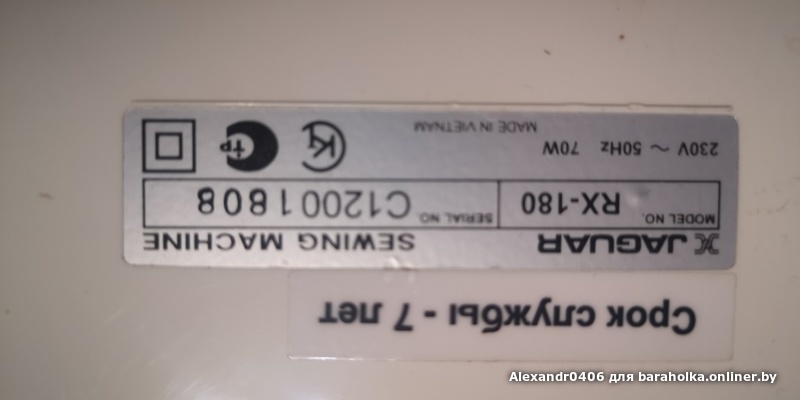 Срок службы - 7 лет
JAGUAR SEWING MACHINE
MODEL NO. RX-180 SERIAL NO. C12001808
230V ~ 50Hz 70W
MADE IN VIETNAM
тр
Alexandr0406 для baraholka.onliner.by